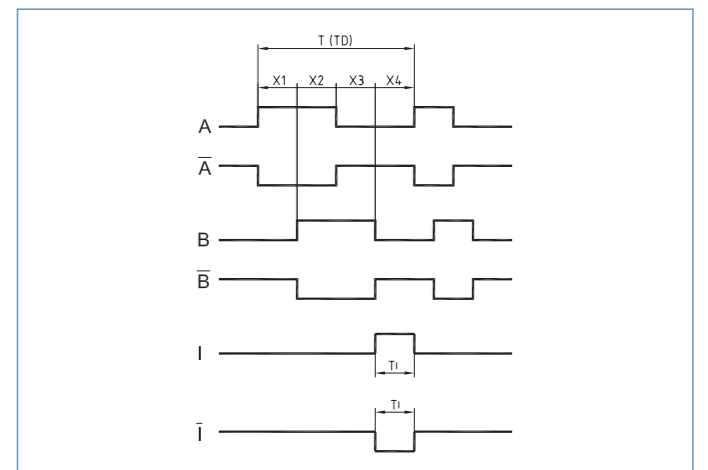 T (TD)
X1 X2 X3 X4
A
A̅
B
B̅
I
TI
TI
I̅